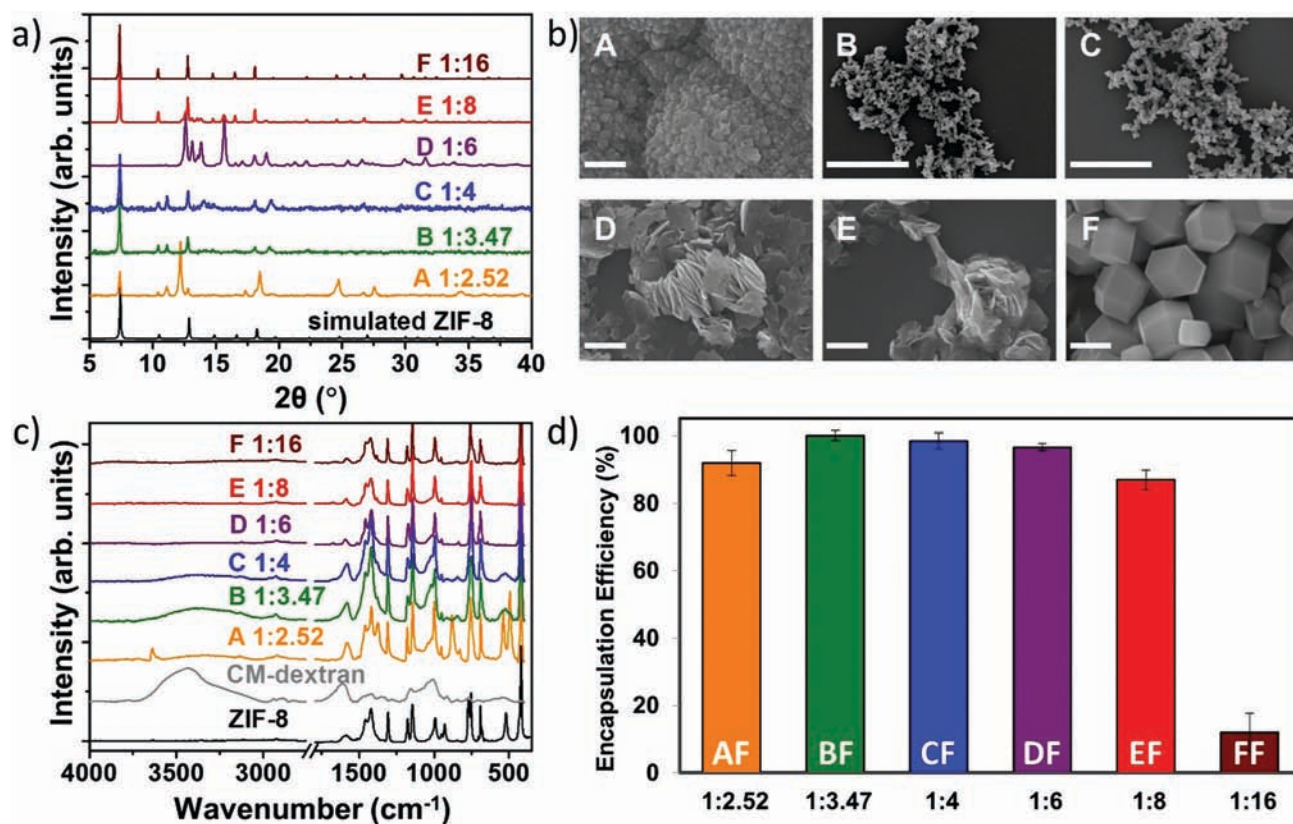 a)
Intensity (arb. units)
F 1:16
E 1:8
D 1:6
C 1:4
B 1:3.47
A 1:2.52
simulated ZIF-8
5 10 15 20 25 30 35 40
2θ (°)
b)
A
B
C
D
E
F
c)
Intensity (arb. units)
F 1:16
E 1:8
D 1:6
C 1:4
B 1:3.47
A 1:2.52
CM-dextran
ZIF-8
4000 3500 3000 1500 1000 500
Wavenumber (cm⁻¹)
d)
Encapsulation Efficiency (%)
100
80
60
40
20
0
AF BF CF DF EF FF
1:2.52 1:3.47 1:4 1:6 1:8 1:16